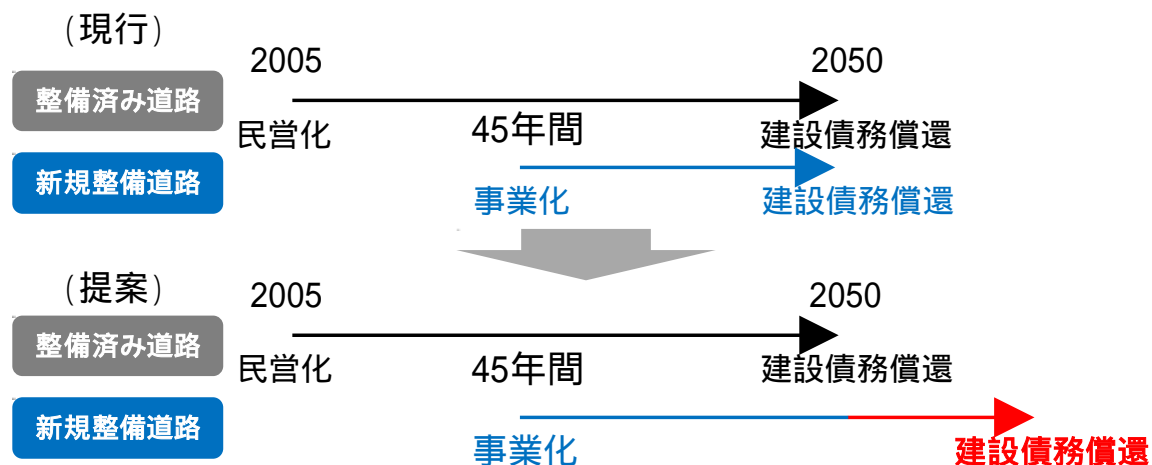 (現行)
2005 2050
整備済み道路
民営化 45年間 建設債務償還
新規整備道路
事業化 建設債務償還
(提案)
2005 2050
整備済み道路
民営化 45年間 建設債務償還
新規整備道路
事業化 建設債務償還